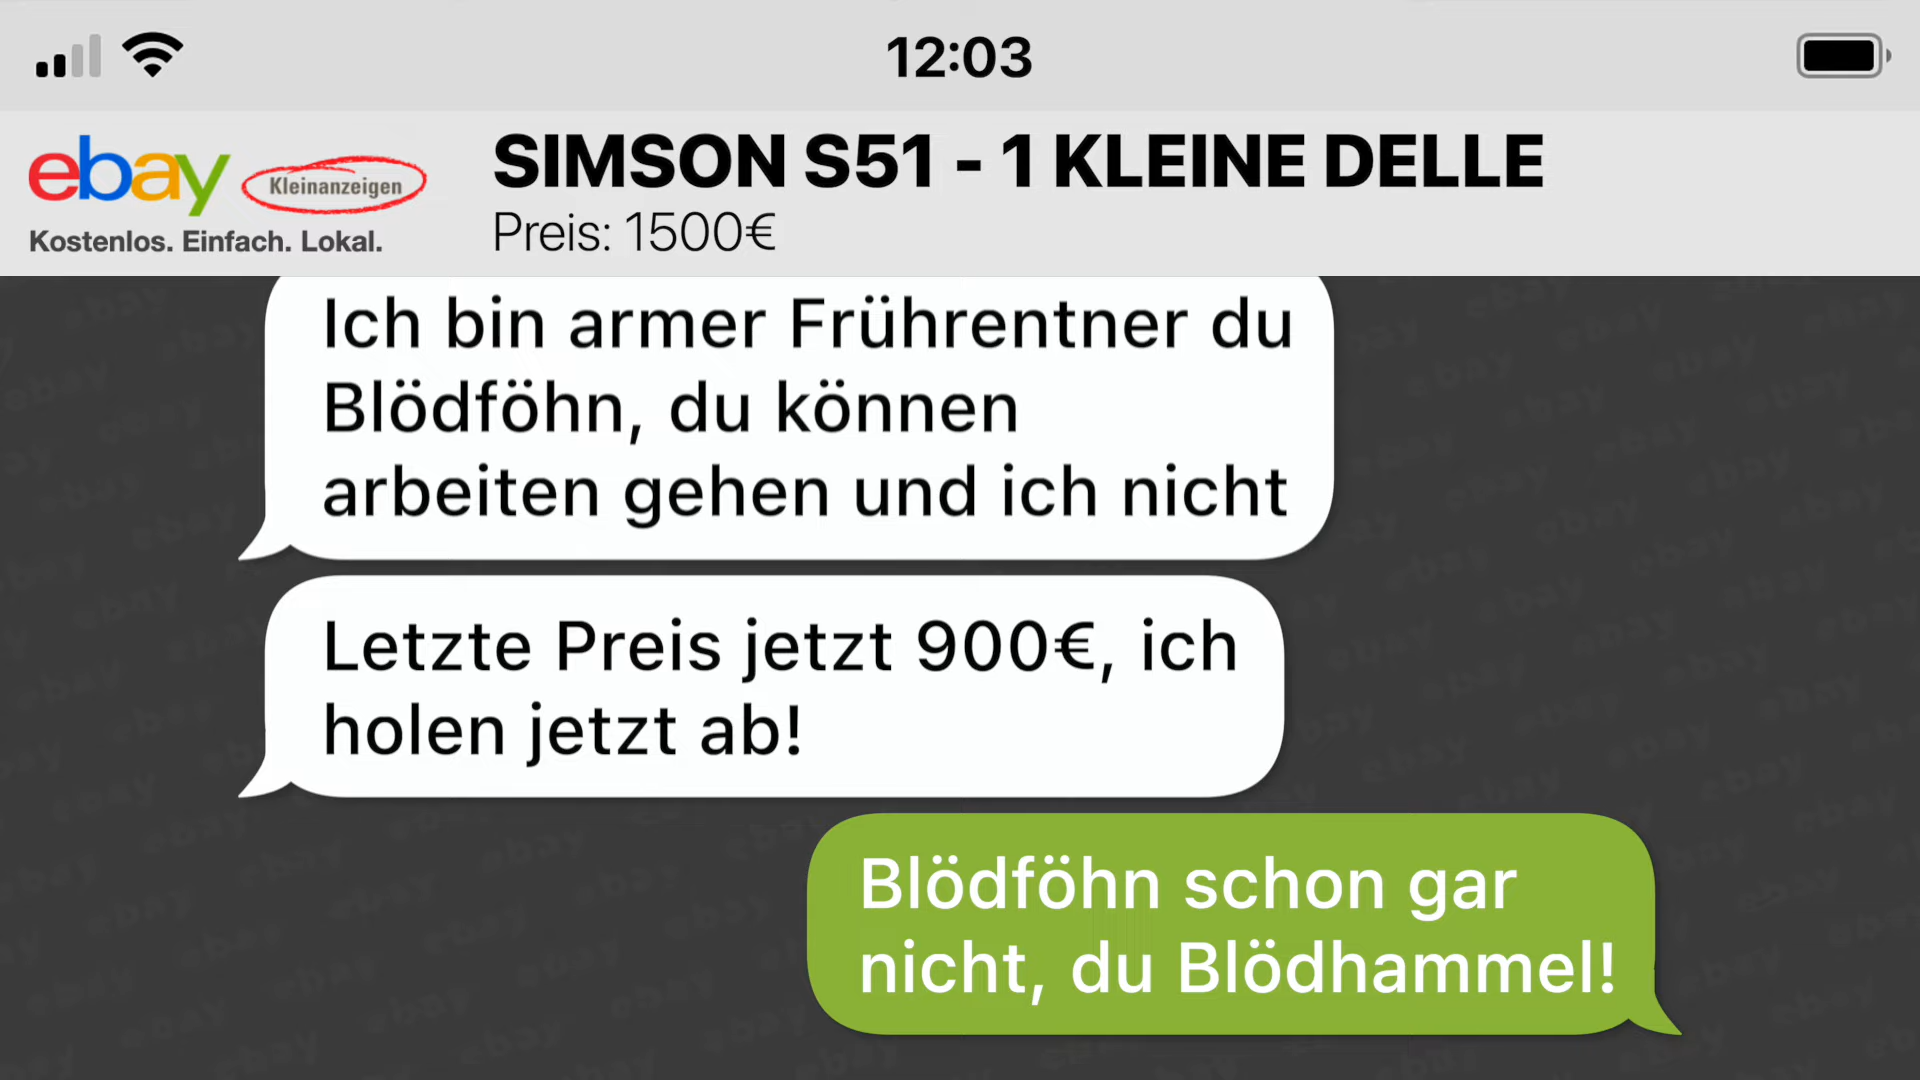 12:03
ebay Kleinanzeigen
Kostenlos. Einfach. Lokal.
SIMSON S51 - 1 KLEINE DELLE
Preis: 1500€
Ich bin armer Frührentner du
Blödföhn, du können
arbeiten gehen und ich nicht
Letzte Preis jetzt 900€, ich
holen jetzt ab!
Blödföhn schon gar
nicht, du Blödhammel!